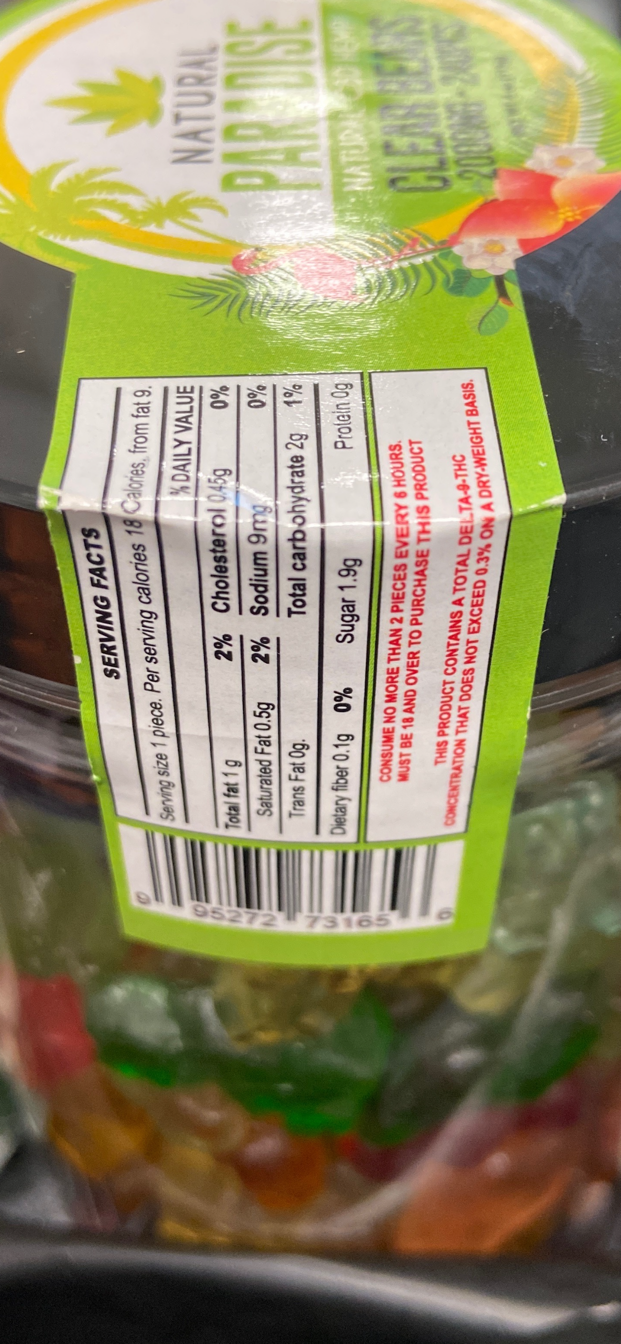 NATURAL
PARADISE
CLEAR BEARS
SERVING FACTS
Serving size 1 piece. Per serving calories 18 Calories, from fat 9.
% DAILY VALUE
Total fat 1 g 2% Cholesterol 0.45g 0%
Saturated Fat 0.5g 2% Sodium 9mg 0%
Trans Fat 0g. Total carbohydrate 2g 1%
Dietary fiber 0.1g 0% Sugar 1.9g Protein 0g
CONSUME NO MORE THAN 2 PIECES EVERY 6 HOURS.
MUST BE 18 AND OVER TO PURCHASE THIS PRODUCT
THIS PRODUCT CONTAINS A TOTAL DELTA-9-THC
CONCENTRATION THAT DOES NOT EXCEED 0.3% ON A DRY-WEIGHT BASIS.
0 95272 73165 6